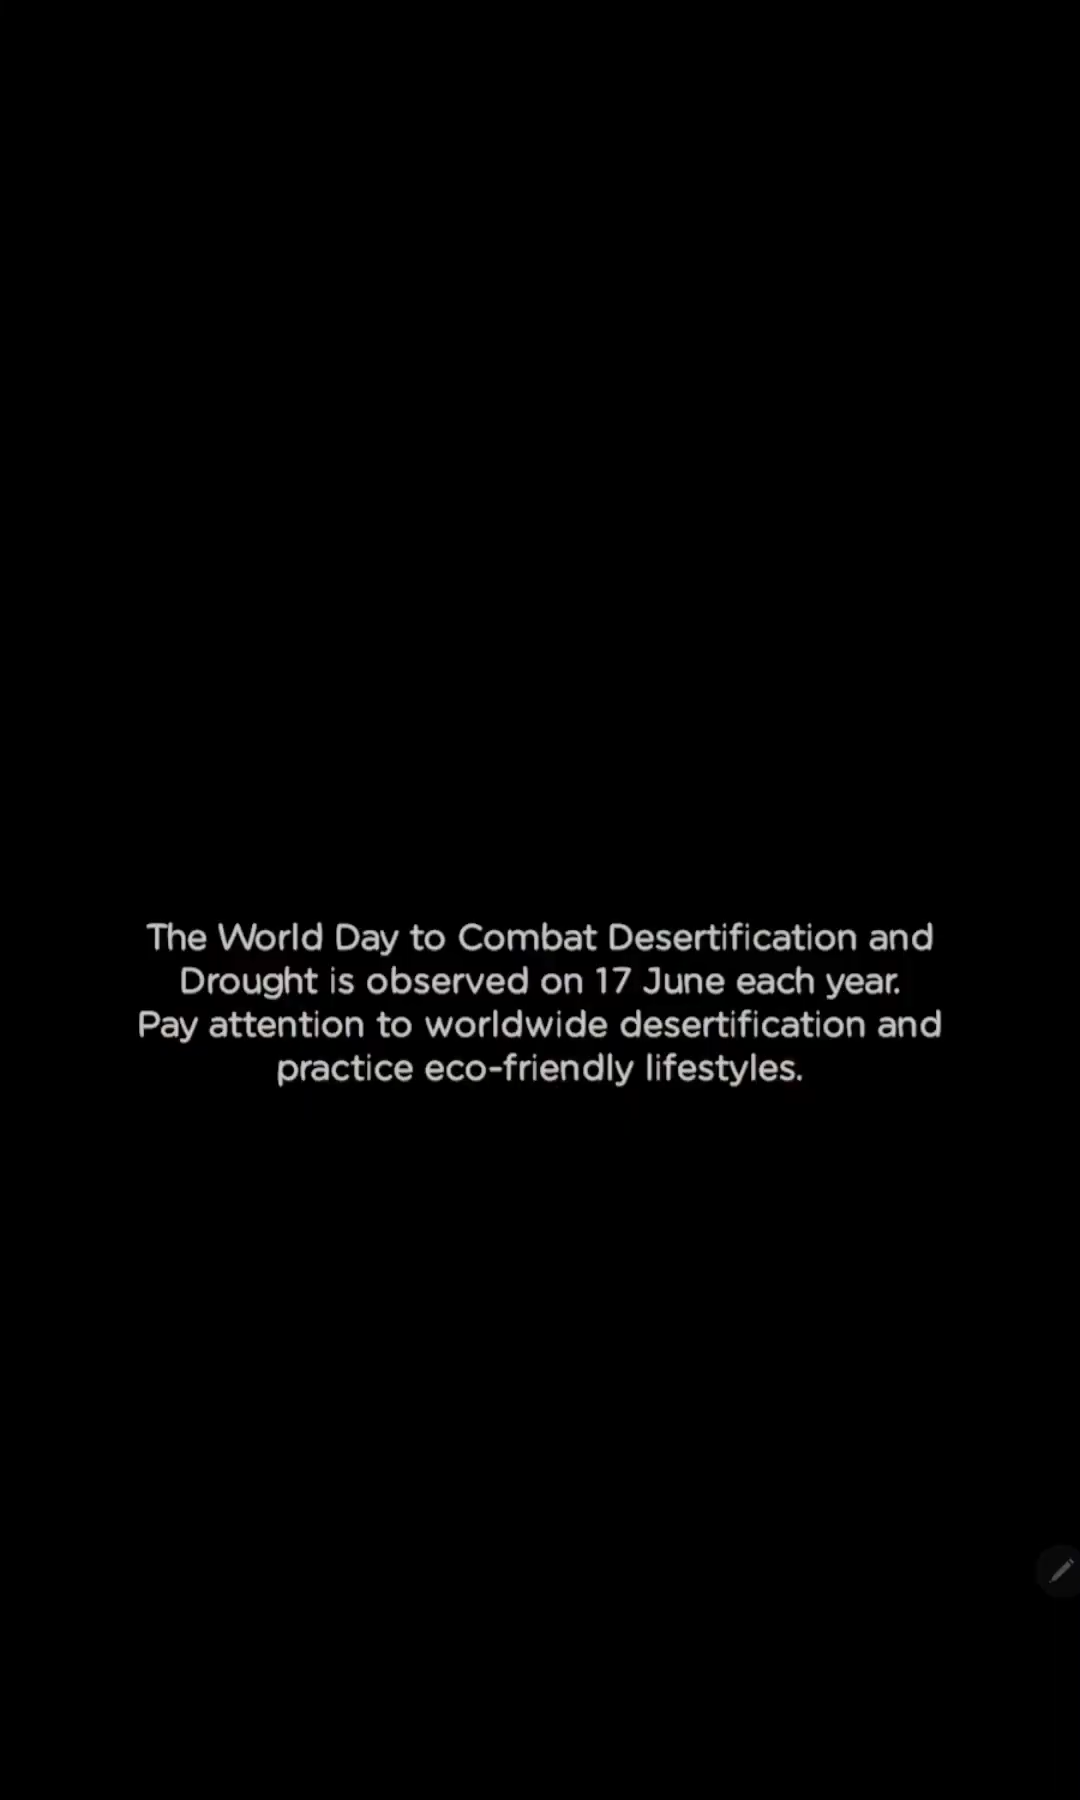 The World Day to Combat Desertification and
Drought is observed on 17 June each year.
Pay attention to worldwide desertification and
practice eco-friendly lifestyles.